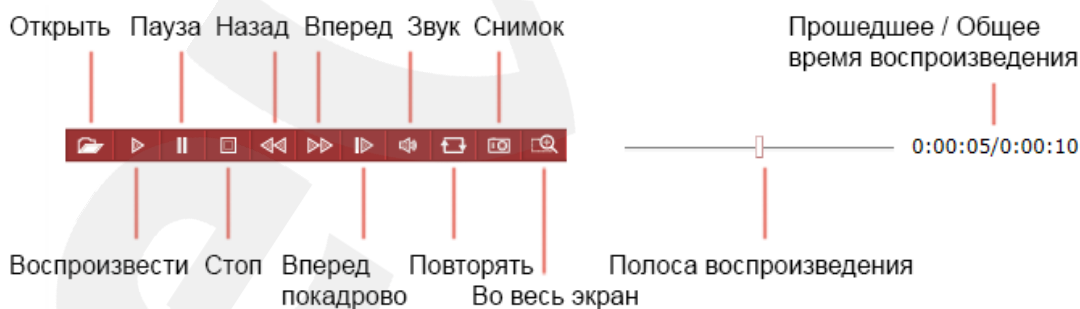 Открыть Пауза Назад Вперед Звук Снимок
Прошедшее / Общее
время воспроизведения
0:00:05/0:00:10
Воспроизвести Стоп Вперед
покадрово
Повторять
Во весь экран
Полоса воспроизведения